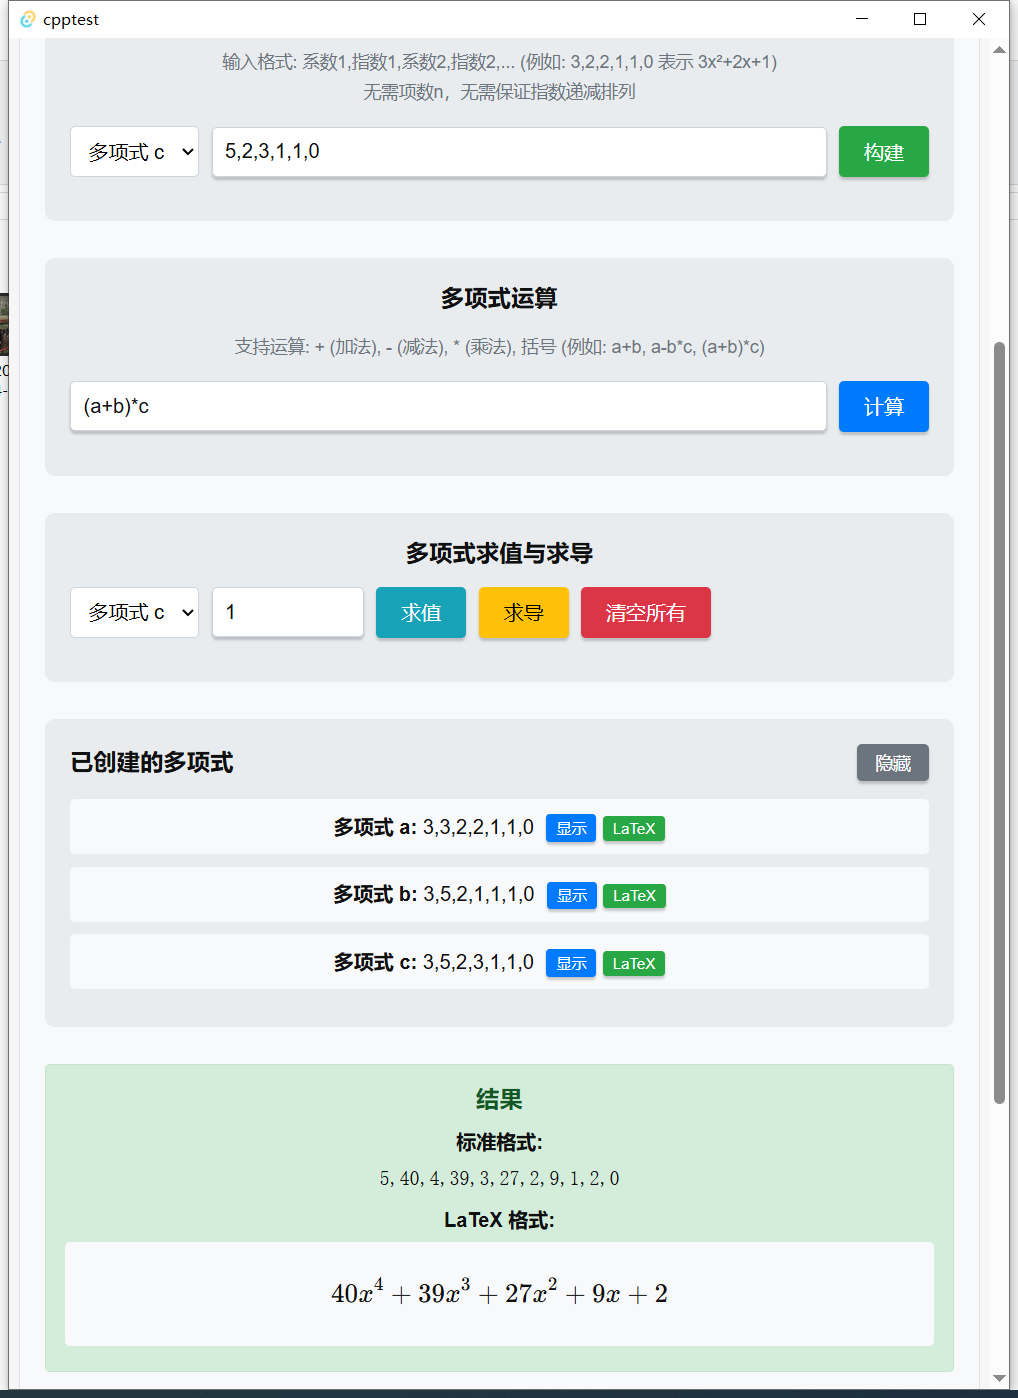 cpptest
输入格式: 系数1,指数1,系数2,指数2,... (例如: 3,2,2,1,1,0 表示 3x²+2x+1)
无需项数n，无需保证指数递减排列
多项式 c 5,2,3,1,1,0 构建
多项式运算
支持运算: + (加法), - (减法), * (乘法), 括号 (例如: a+b, a-b*c, (a+b)*c)
(a+b)*c 计算
多项式求值与求导
多项式 c 1 求值 求导 清空所有
已创建的多项式 隐藏
多项式 a: 3,3,2,2,1,1,0 显示 LaTeX
多项式 b: 3,5,2,1,1,1,0 显示 LaTeX
多项式 c: 3,5,2,3,1,1,0 显示 LaTeX
结果
标准格式:
5,40,4,39,3,27,2,9,1,2,0
LaTeX 格式:
40x⁴ + 39x³ + 27x² + 9x + 2